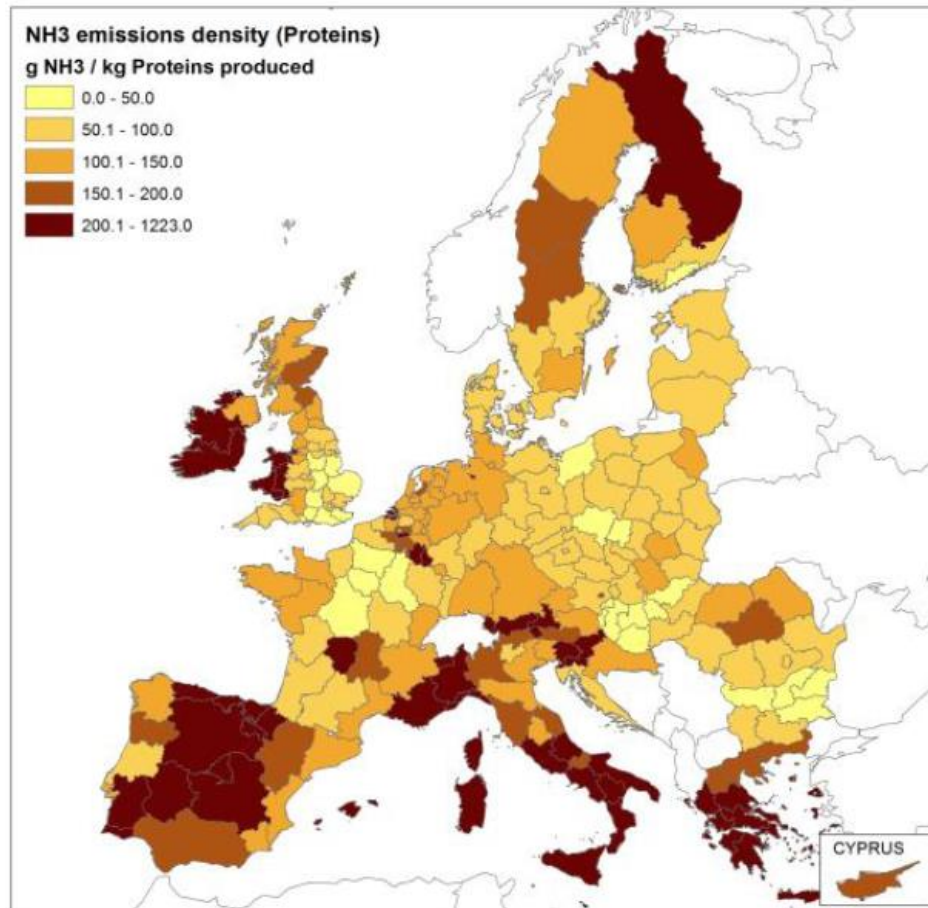 NH3 emissions density (Proteins)
g NH3 / kg Proteins produced
0.0 - 50.0
50.1 - 100.0
100.1 - 150.0
150.1 - 200.0
200.1 - 1223.0
CYPRUS